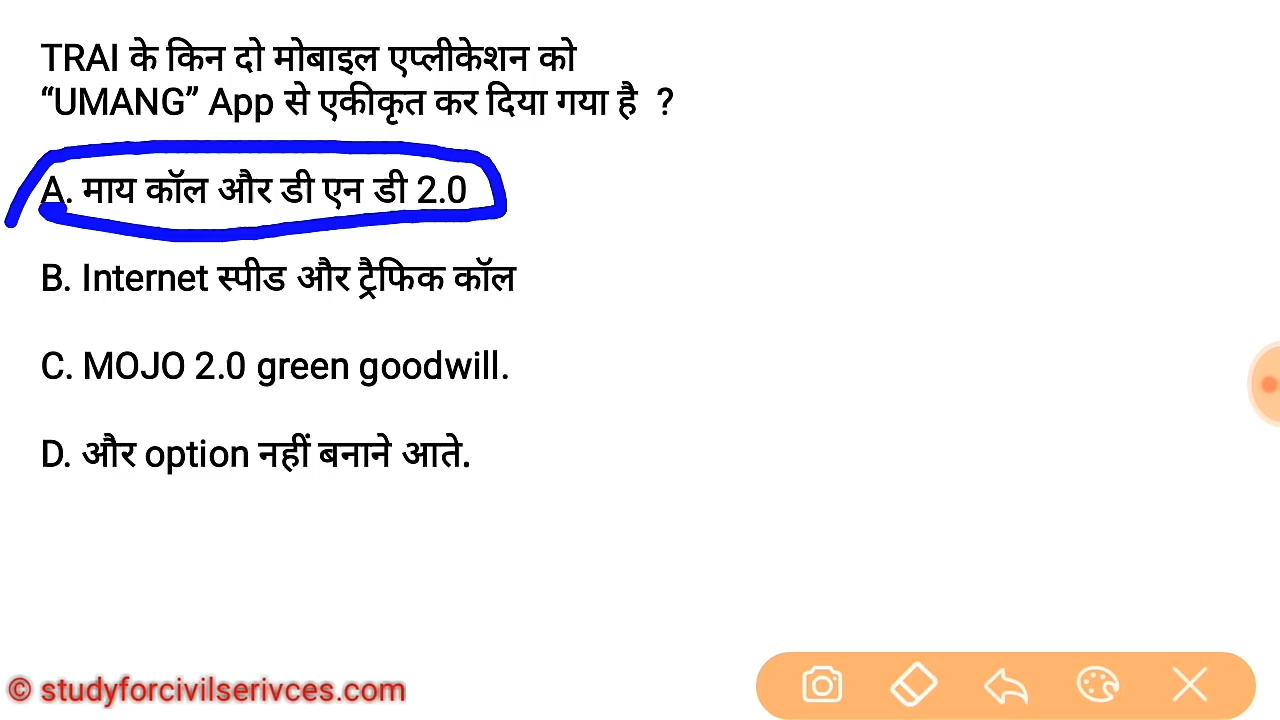 TRAI के किन दो मोबाइल एप्लीकेशन को
“UMANG” App से एकीकृत कर दिया गया है ?
A. माय कॉल और डी एन डी 2.0
B. Internet स्पीड और ट्रैफिक कॉल
C. MOJO 2.0 green goodwill.
D. और option नहीं बनाने आते.
© studyforcivilserivces.com